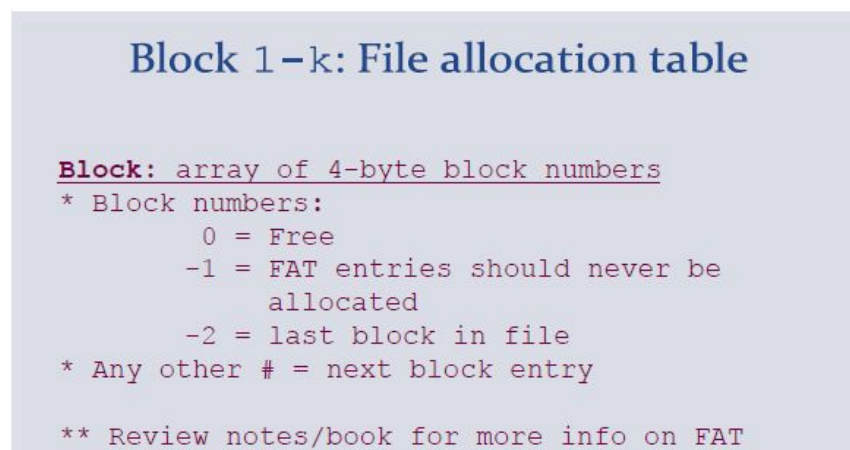 Block 1–k: File allocation table
Block: array of 4-byte block numbers
* Block numbers:
0 = Free
-1 = FAT entries should never be
allocated
-2 = last block in file
* Any other # = next block entry
** Review notes/book for more info on FAT